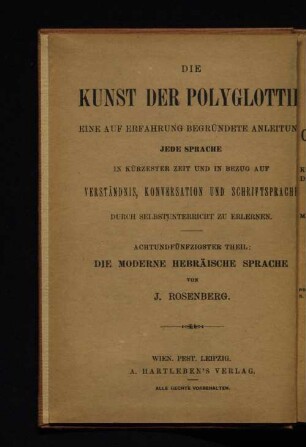 DIE
KUNST DER POLYGLOTTIE
EINE AUF ERFAHRUNG BEGRÜNDETE ANLEITUN
JEDE SPRACHE
IN KÜRZESTER ZEIT UND IN BEZUG AUF
VERSTÄNDNIS, KONVERSATION UND SCHRIFTSPRACHE
DURCH SELBSTUNTERRICHT ZU ERLERNEN.
ACHTUNDFÜNFZIGSTER THEIL:
DIE MODERNE HEBRÄISCHE SPRACHE
VON
J. ROSENBERG.
WIEN. PEST. LEIPZIG.
A. HARTLEBEN'S VERLAG.
ALLE RECHTE VORBEHALTEN.